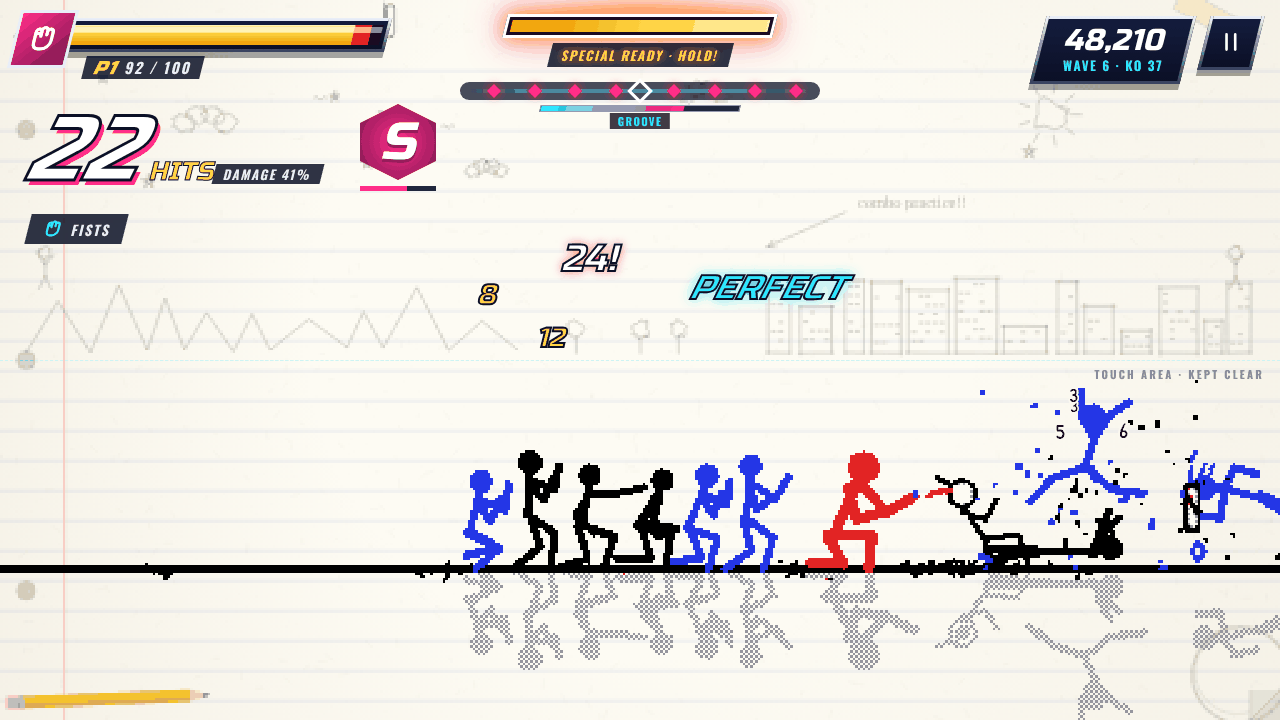 SPECIAL READY · HOLD!
48,210
WAVE 6 · KO 37
P1 92 / 100
GROOVE
22 HITS
DAMAGE 41%
S
FISTS
combo practice!!
24!
PERFECT
8
12
TOUCH AREA · KEPT CLEAR
3
3
5
6